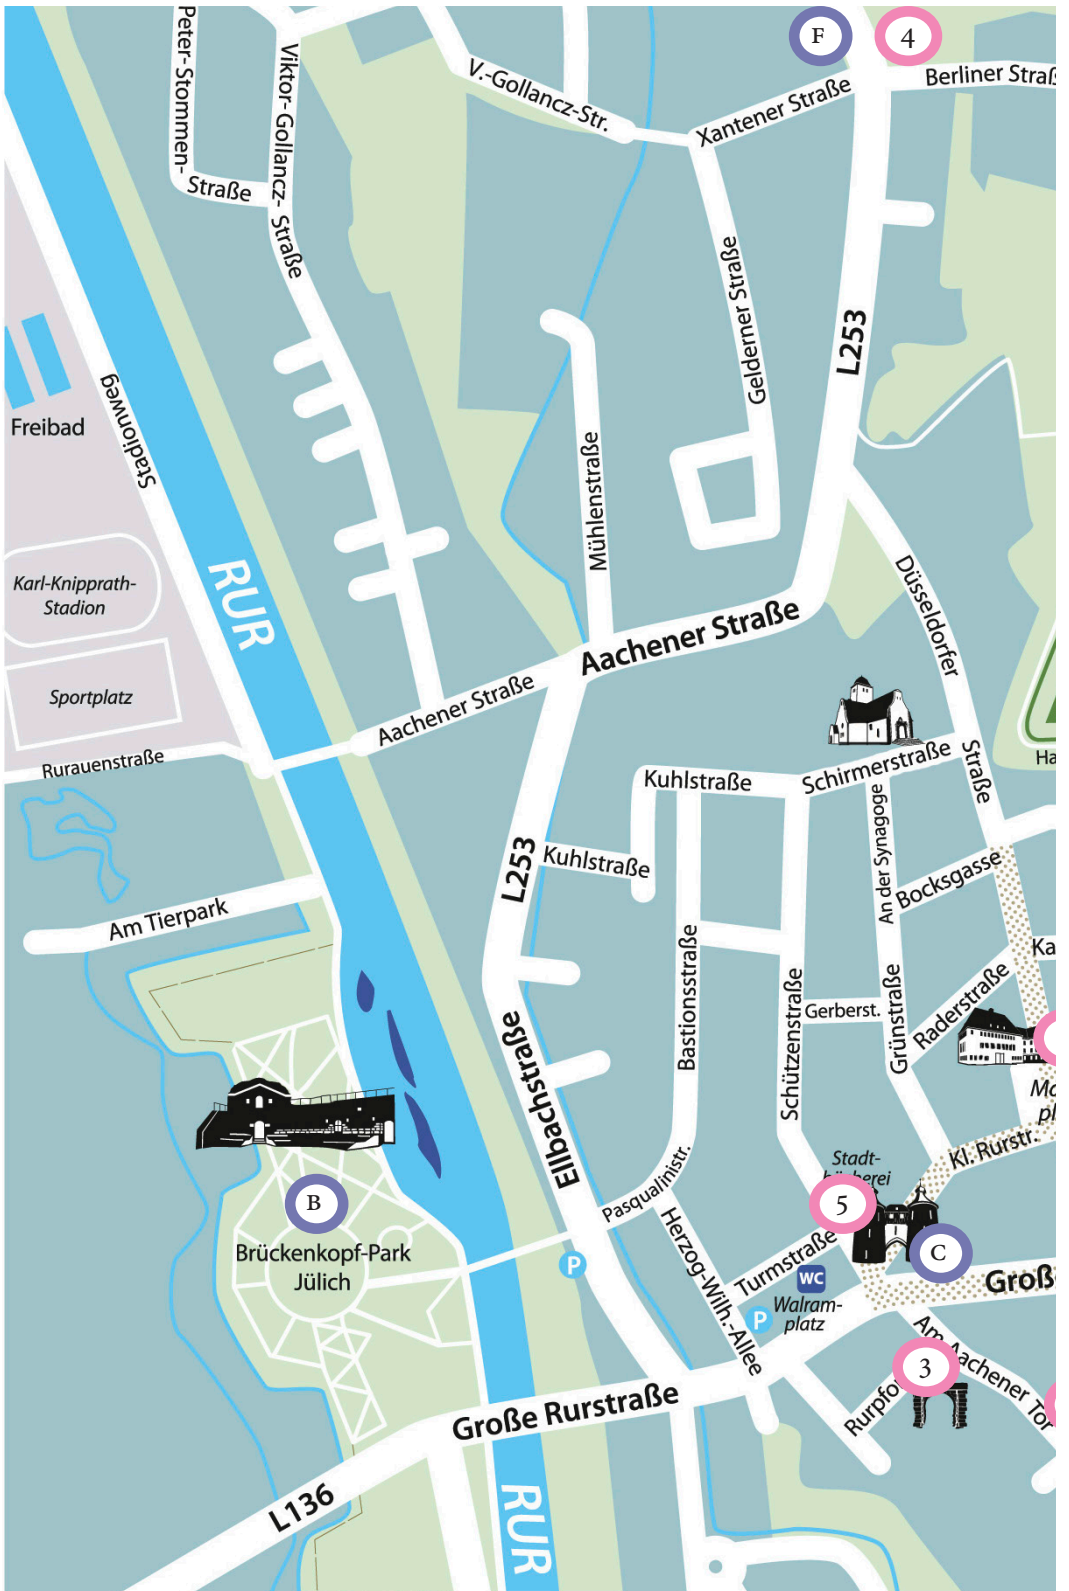 F
4
Peter-Stommen-
Straße
Viktor-Gollancz-Straße
V.-Gollancz-Str.
Xantener Straße
Berliner Straß
Gelderner Straße
L253
Freibad
Stadionweg
Mühlenstraße
RUR
Karl-Knipprath-
Stadion
Düsseldorfer
Straße
Aachener Straße
Aachener Straße
Sportplatz
Rurauenstraße
Ha
Kuhlstraße
Schirmerstraße
An der Synagoge
L253
Kuhlstraße
Bocksgasse
Am Tierpark
Ka
Bastionsstraße
Schützenstraße
Gerberst.
Grünstraße
Raderstraße
Ellbachstraße
Kl. Rurstr.
Stadt-
5
Pasqualinistr.
B
Brückenkopf-Park
Jülich
P
Herzog-Wilh.-Allee
Turmstraße
C
WC
Walram-
platz
P
Große
Am Aachener Tor
3
Große Rurstraße
L136
RUR